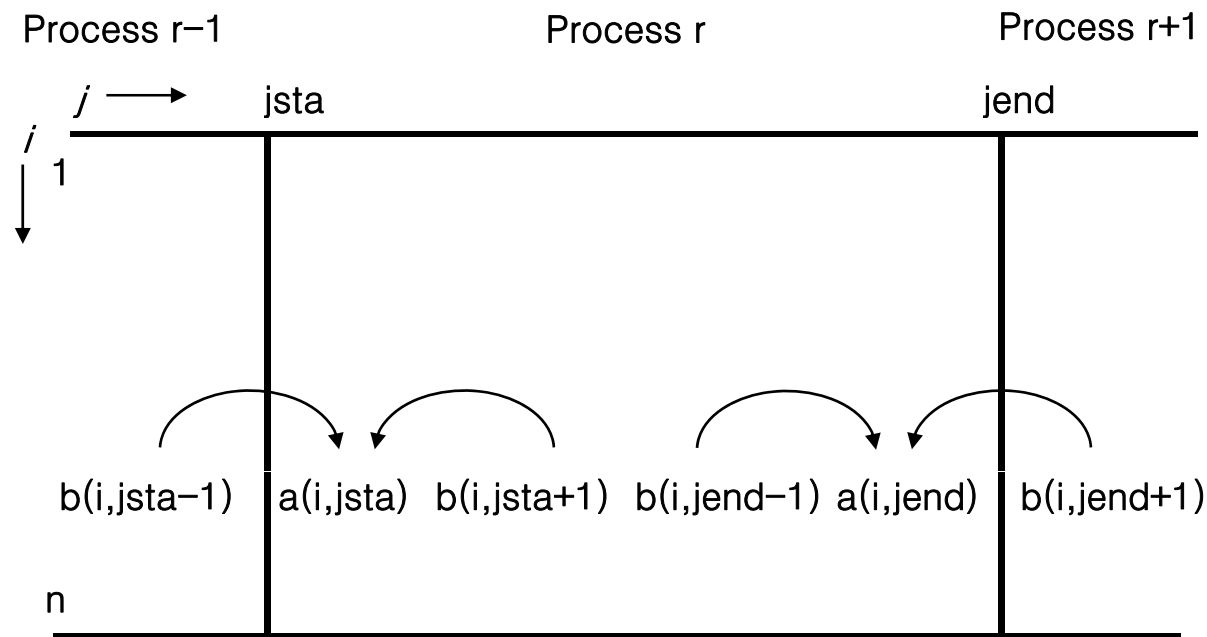 Process r−1 Process r Process r+1
j jsta jend
i
1
b(i,jsta−1) a(i,jsta) b(i,jsta+1) b(i,jend−1) a(i,jend) b(i,jend+1)
n